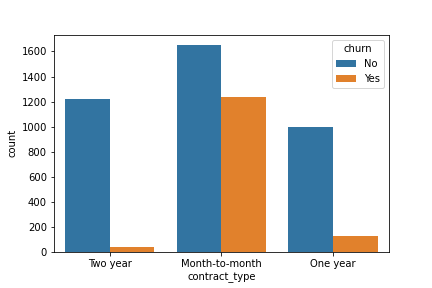 churn
No
Yes
1600
1400
1200
1000
800
600
400
200
0
count
Two year
Month-to-month
One year
contract_type